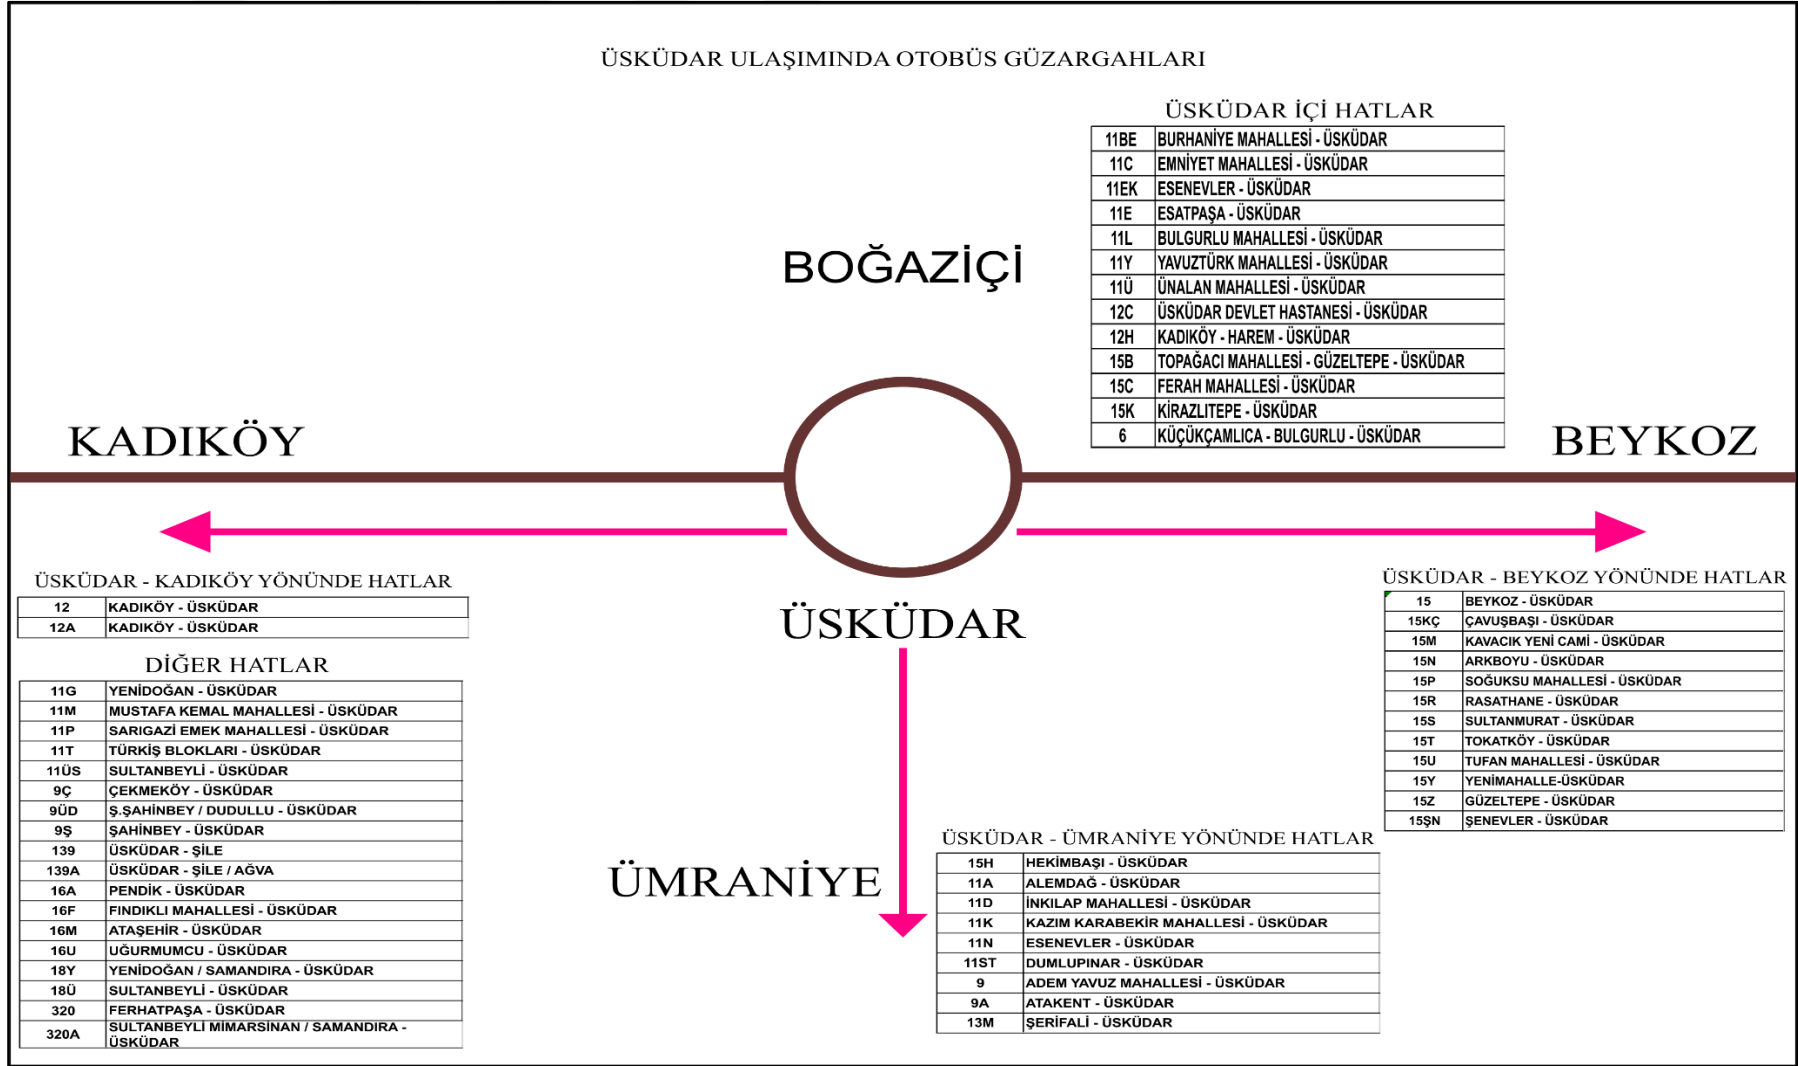 ÜSKÜDAR ULAŞIMINDA OTOBÜS GÜZARGAHLARI
ÜSKÜDAR İÇİ HATLAR
11BE BURHANİYE MAHALLESİ - ÜSKÜDAR
11C EMNİYET MAHALLESİ - ÜSKÜDAR
11EK ESENEVLER - ÜSKÜDAR
11E ESATPAŞA - ÜSKÜDAR
11L BULGURLU MAHALLESİ - ÜSKÜDAR
11Y YAVUZTÜRK MAHALLESİ - ÜSKÜDAR
11Ü ÜNALAN MAHALLESİ - ÜSKÜDAR
12C ÜSKÜDAR DEVLET HASTANESİ - ÜSKÜDAR
12H KADIKÖY - HAREM - ÜSKÜDAR
15B TOPAĞACI MAHALLESİ - GÜZELTEPE - ÜSKÜDAR
15C FERAH MAHALLESİ - ÜSKÜDAR
15K KİRAZLITEPE - ÜSKÜDAR
6 KÜÇÜKÇAMLICA - BULGURLU - ÜSKÜDAR
BOĞAZİÇİ
KADIKÖY
BEYKOZ
ÜSKÜDAR
ÜMRANİYE
ÜSKÜDAR - KADIKÖY YÖNÜNDE HATLAR
12 KADIKÖY - ÜSKÜDAR
12A KADIKÖY - ÜSKÜDAR
DİĞER HATLAR
11G YENİDOĞAN - ÜSKÜDAR
11M MUSTAFA KEMAL MAHALLESİ - ÜSKÜDAR
11P SARIGAZİ EMEK MAHALLESİ - ÜSKÜDAR
11T TÜRKİŞ BLOKLARI - ÜSKÜDAR
11ÜS SULTANBEYLİ - ÜSKÜDAR
9Ç ÇEKMEKÖY - ÜSKÜDAR
9ÜD Ş.ŞAHİNBEY / DUDULLU - ÜSKÜDAR
9Ş ŞAHİNBEY - ÜSKÜDAR
139 ÜSKÜDAR - ŞİLE
139A ÜSKÜDAR - ŞİLE / AĞVA
16A PENDİK - ÜSKÜDAR
16F FINDIKLI MAHALLESİ - ÜSKÜDAR
16M ATAŞEHİR - ÜSKÜDAR
16U UĞURMUMCU - ÜSKÜDAR
18Y YENİDOĞAN / SAMANDIRA - ÜSKÜDAR
18Ü SULTANBEYLİ - ÜSKÜDAR
320 FERHATPAŞA - ÜSKÜDAR
320A SULTANBEYLİ MİMARSİNAN / SAMANDIRA -
ÜSKÜDAR
ÜSKÜDAR - ÜMRANİYE YÖNÜNDE HATLAR
15H HEKİMBAŞI - ÜSKÜDAR
11A ALEMDAĞ - ÜSKÜDAR
11D İNKILAP MAHALLESİ - ÜSKÜDAR
11K KAZIM KARABEKİR MAHALLESİ - ÜSKÜDAR
11N ESENEVLER - ÜSKÜDAR
11ST DUMLUPINAR - ÜSKÜDAR
9 ADEM YAVUZ MAHALLESİ - ÜSKÜDAR
9A ATAKENT - ÜSKÜDAR
13M ŞERİFALİ - ÜSKÜDAR
ÜSKÜDAR - BEYKOZ YÖNÜNDE HATLAR
15 BEYKOZ - ÜSKÜDAR
15KÇ ÇAVUŞBAŞI - ÜSKÜDAR
15M KAVACIK YENİ CAMİ - ÜSKÜDAR
15N ARKBOYU - ÜSKÜDAR
15P SOĞUKSU MAHALLESİ - ÜSKÜDAR
15R RASATHANE - ÜSKÜDAR
15S SULTANMURAT - ÜSKÜDAR
15T TOKATKÖY - ÜSKÜDAR
15U TUFAN MAHALLESİ - ÜSKÜDAR
15Y YENİMAHALLE-ÜSKÜDAR
15Z GÜZELTEPE - ÜSKÜDAR
15ŞN ŞENEVLER - ÜSKÜDAR